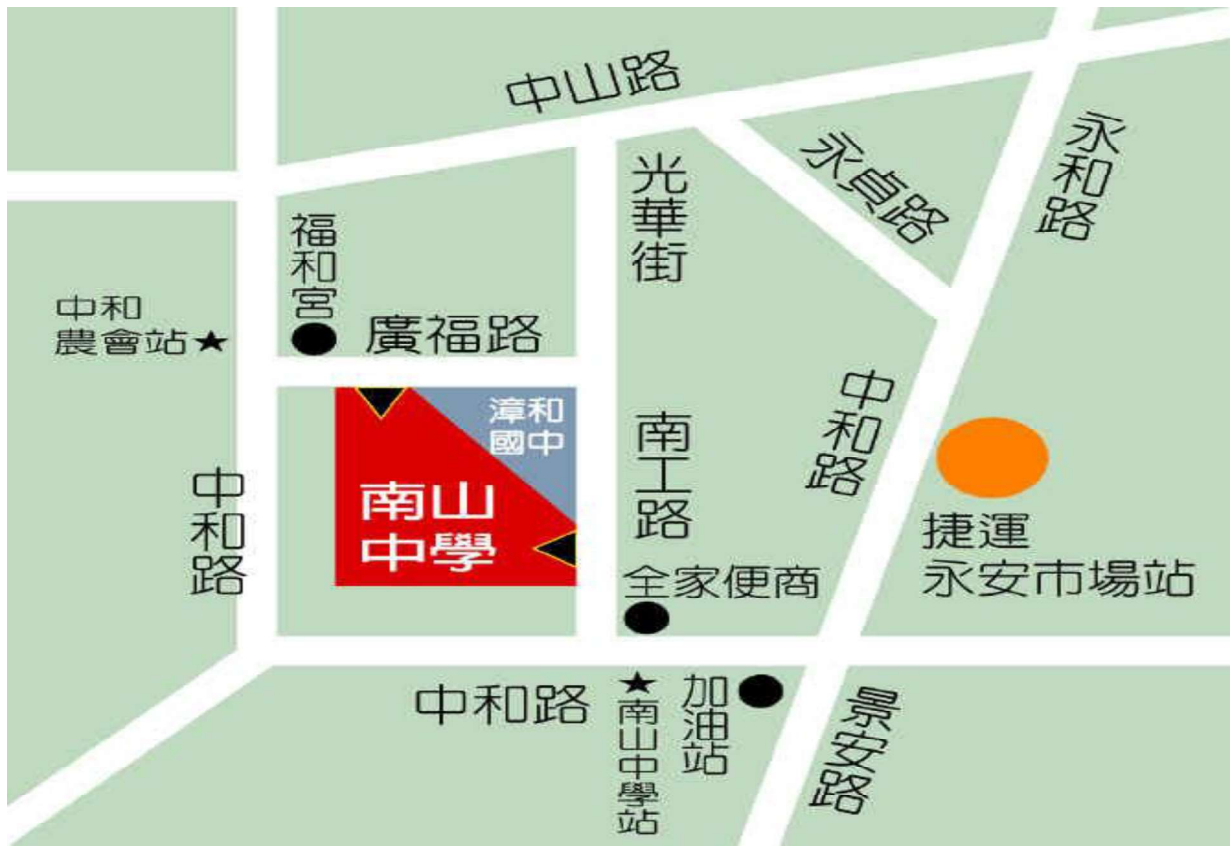 中山路
永和路
永貞路
光華街
福和宮
中和
農會站★
廣福路
漳和
國中
中和路
南工路
中和路
南山
中學
捷運
永安市場站
全家便商
中和路
★南山中學站
加油站
景安路